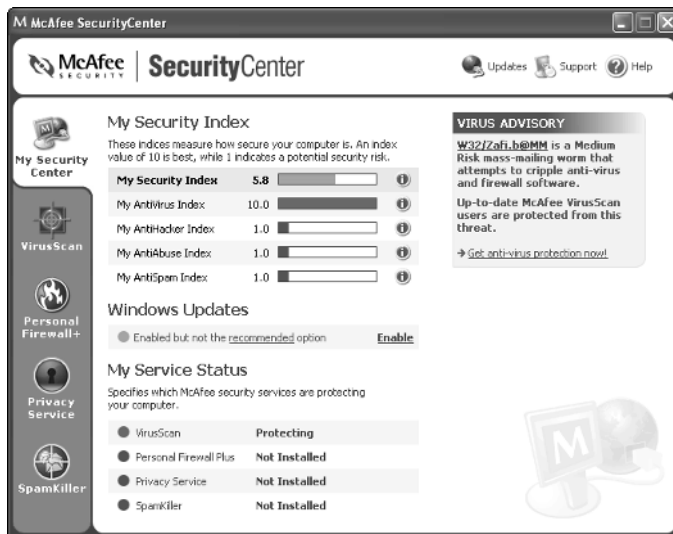 M McAfee SecurityCenter
McAfee SECURITY | SecurityCenter
Updates Support Help
My Security Center
VirusScan
Personal Firewall+
Privacy Service
SpamKiller
My Security Index
These indices measure how secure your computer is. An index
value of 10 is best, while 1 indicates a potential security risk.
My Security Index 5.8
My AntiVirus Index 10.0
My AntiHacker Index 1.0
My AntiAbuse Index 1.0
My AntiSpam Index 1.0
Windows Updates
Enabled but not the recommended option Enable
My Service Status
Specifies which McAfee security services are protecting
your computer.
VirusScan Protecting
Personal Firewall Plus Not Installed
Privacy Service Not Installed
SpamKiller Not Installed
VIRUS ADVISORY
W32/Zafi.b@MM is a Medium
Risk mass-mailing worm that
attempts to cripple anti-virus
and firewall software.
Up-to-date McAfee VirusScan
users are protected from this
threat.
Get anti-virus protection now!
M